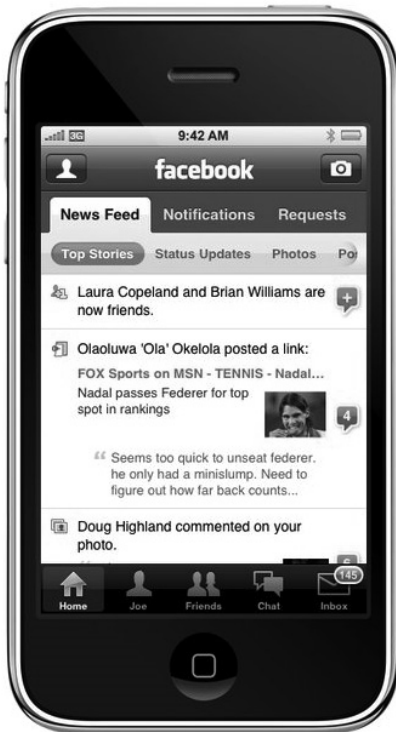 3G 9:42 AM
facebook
News Feed Notifications Requests
Top Stories Status Updates Photos
Laura Copeland and Brian Williams are
now friends.
Olaoluwa 'Ola' Okelola posted a link:
FOX Sports on MSN - TENNIS - Nadal...
Nadal passes Federer for top
spot in rankings
4
“ Seems too quick to unseat federer.
he only had a minislump. Need to
figure out how far back counts...
Doug Highland commented on your
photo.
145
Home Joe Friends Chat Inbox